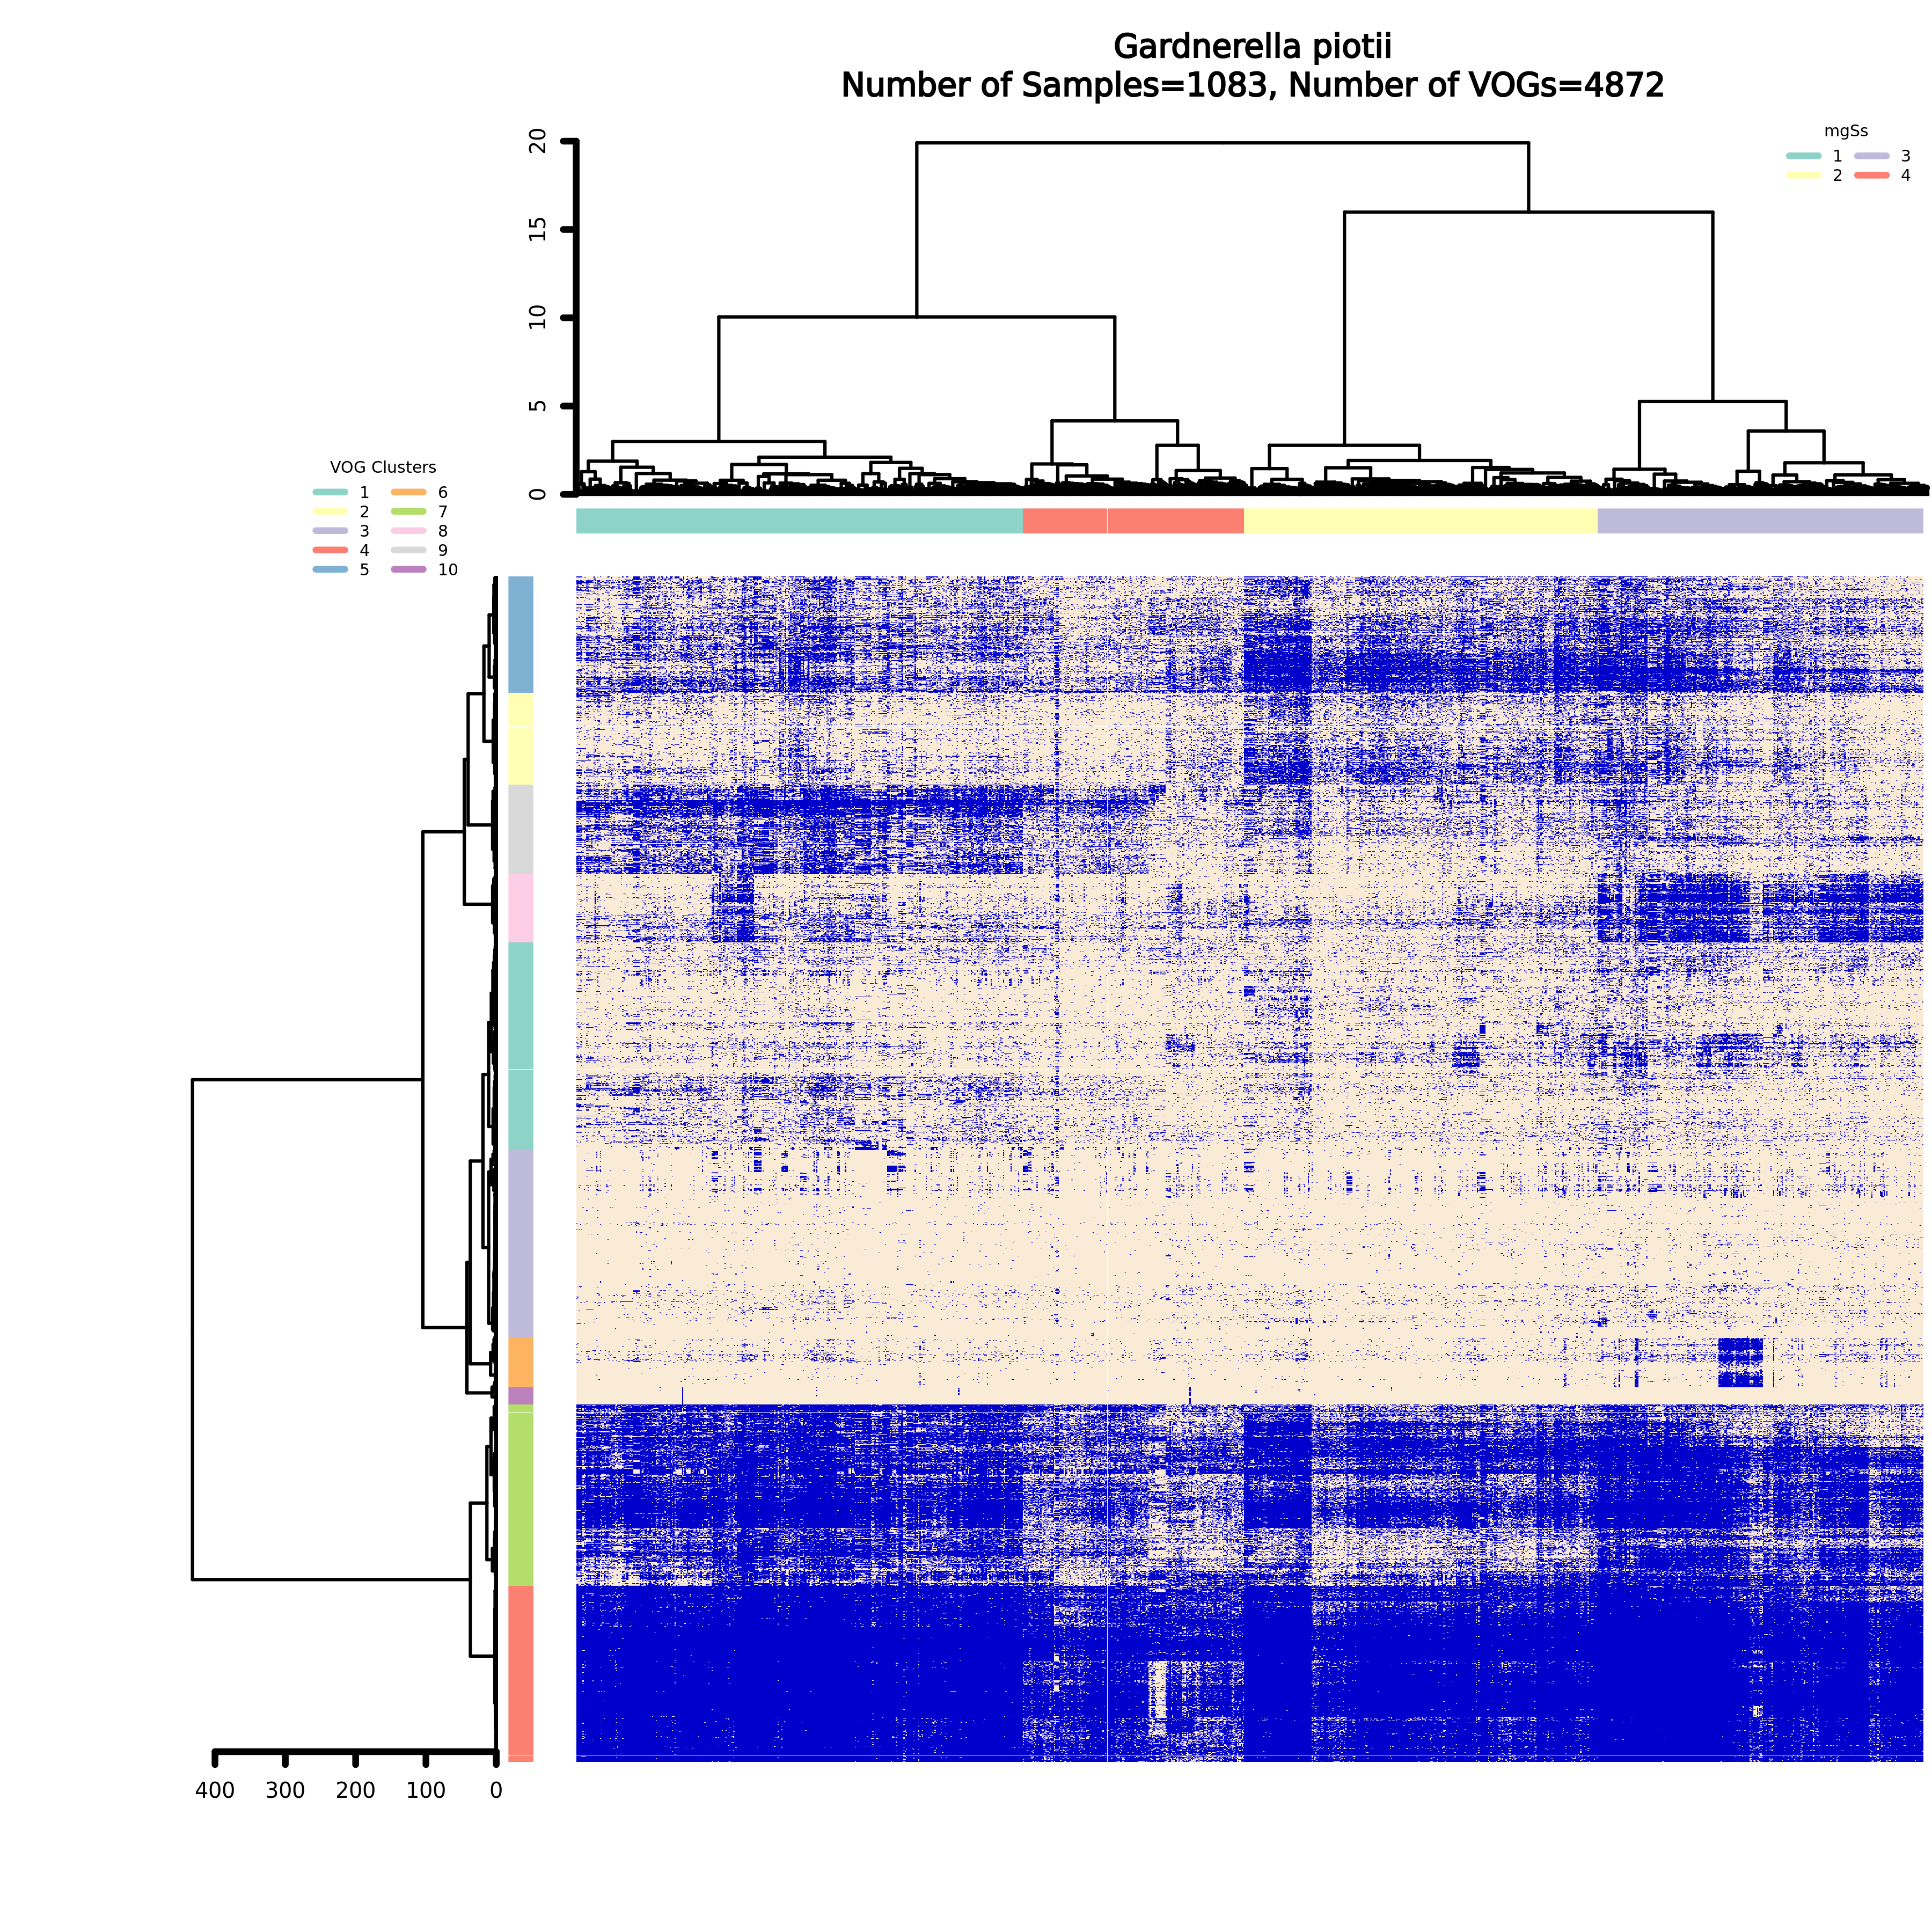 Gardnerella piotii
Number of Samples=1083, Number of VOGs=4872
mgSs
1 3
2 4
20
15
10
5
0
VOG Clusters
1 6
2 7
3 8
4 9
5 10
400 300 200 100 0